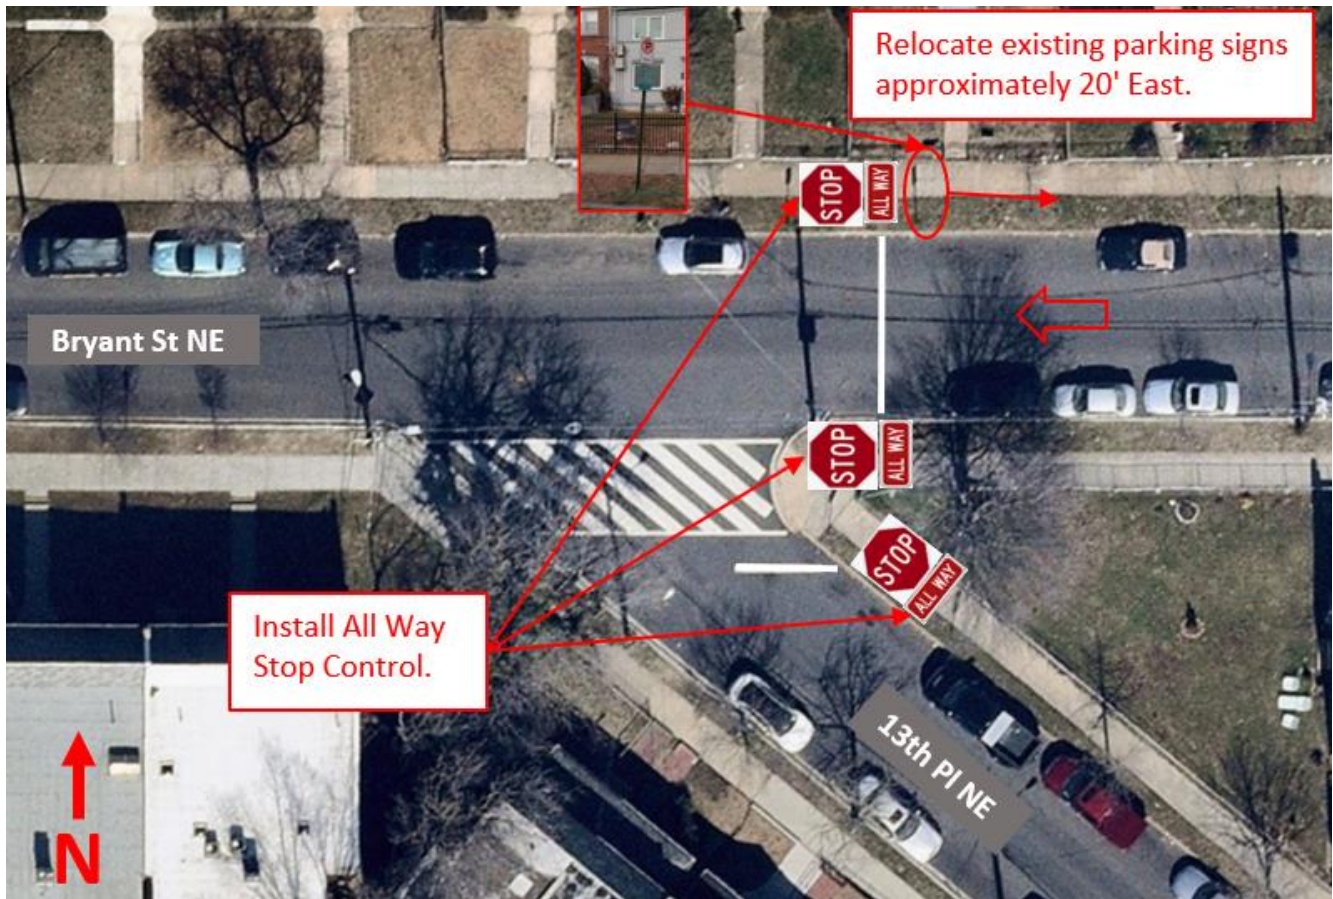 Relocate existing parking signs
approximately 20' East.
STOP
ALL WAY
Bryant St NE
STOP
ALL WAY
STOP
ALL WAY
Install All Way
Stop Control.
13th Pl NE
N